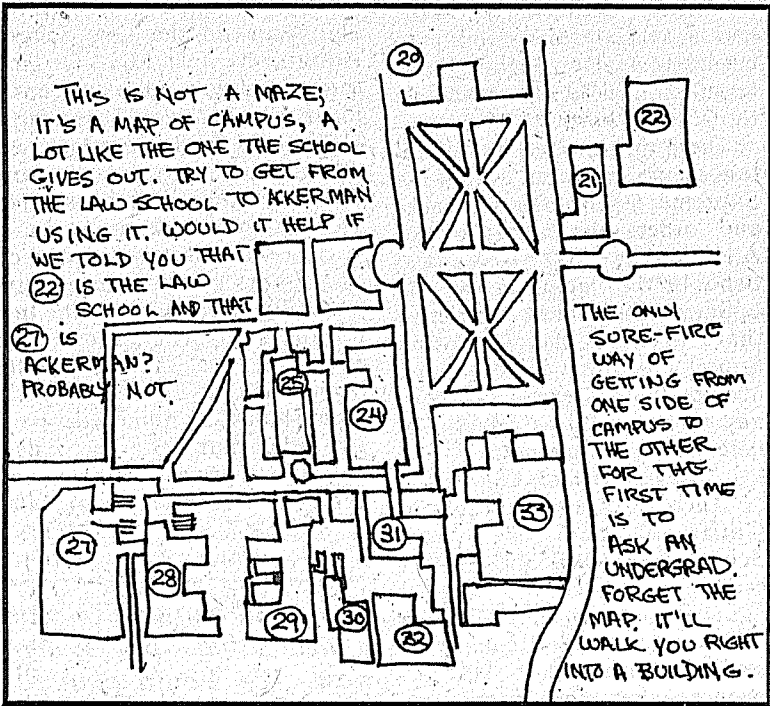 THIS IS NOT A MAZE;
IT'S A MAP OF CAMPUS, A
LOT LIKE THE ONE THE SCHOOL
GIVES OUT. TRY TO GET FROM
THE LAW SCHOOL TO ACKERMAN
USING IT. WOULD IT HELP IF
WE TOLD YOU THAT
22 IS THE LAW
SCHOOL AND THAT
27 is
ACKERMAN?
PROBABLY NOT.
20
22
21
25
24
27
28
29
30
31
32
33
THE ONLY
SURE-FIRE
WAY OF
GETTING FROM
ONE SIDE OF
CAMPUS TO
THE OTHER
FOR THE
FIRST TIME
IS TO
ASK AN
UNDERGRAD.
FORGET THE
MAP. IT'LL
WALK YOU RIGHT
INTO A BUILDING.